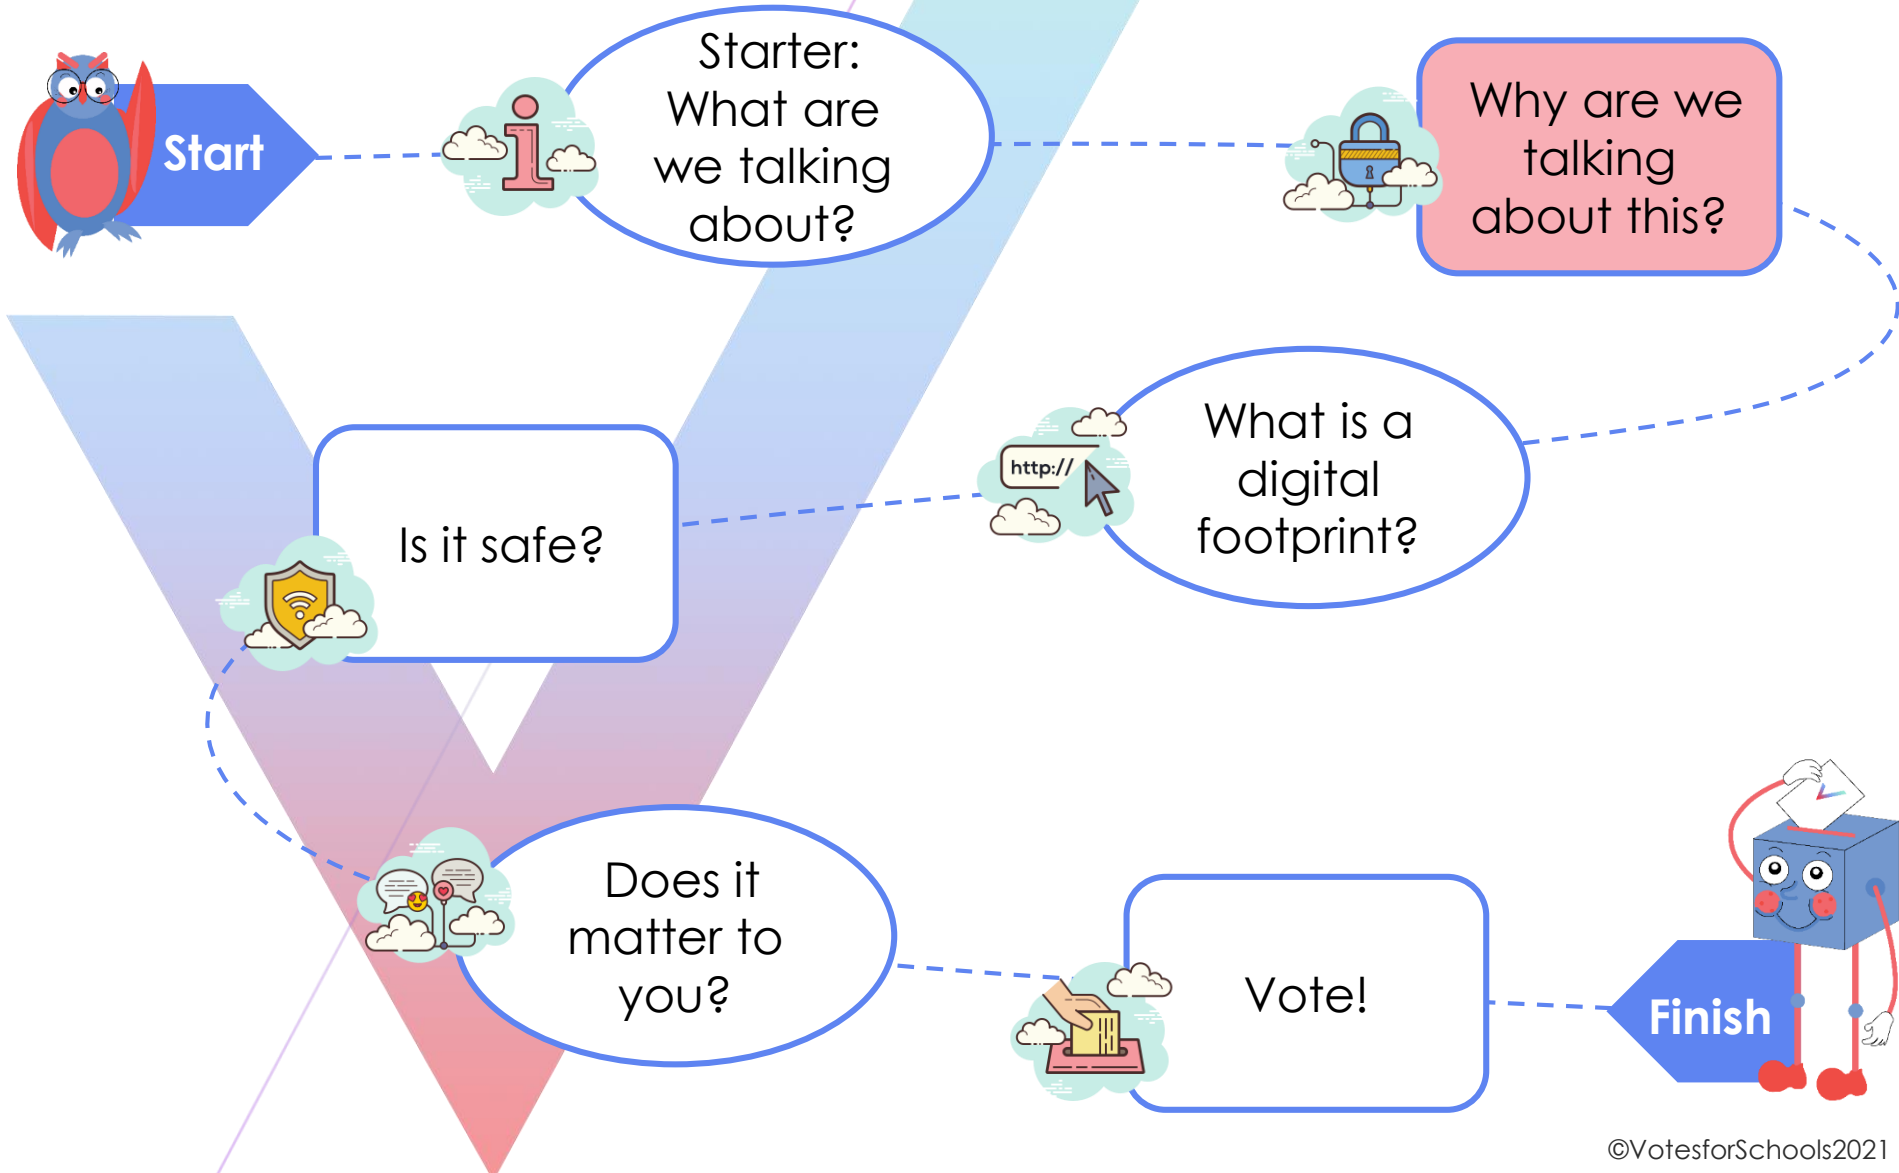 Start
Starter:
What are
we talking
about?
Why are we
talking
about this?
What is a
digital
footprint?
http://
Is it safe?
Does it
matter to
you?
Vote!
Finish
©VotesforSchools2021